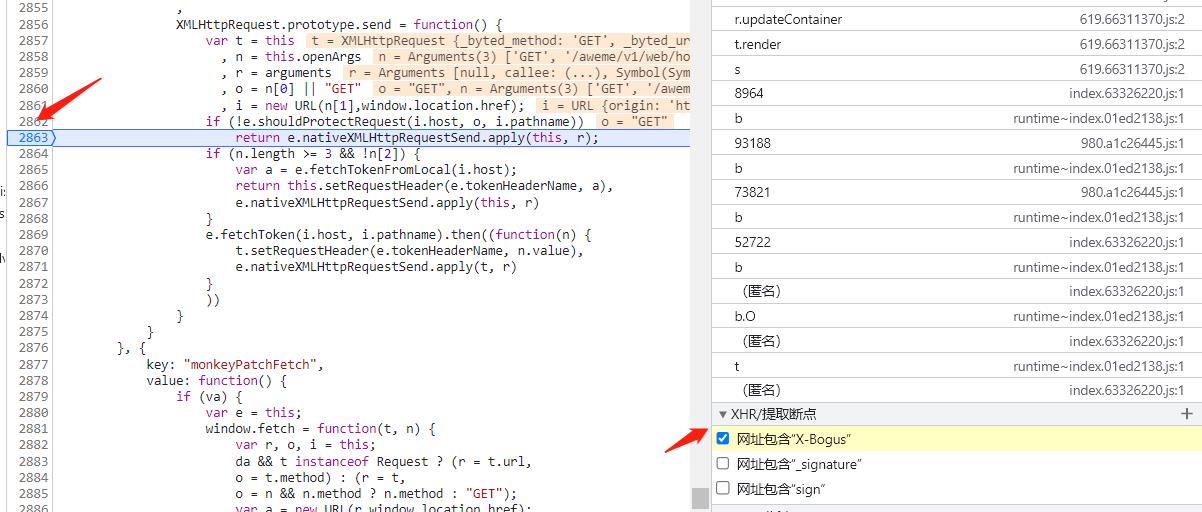 2855 ,
2856 XMLHttpRequest.prototype.send = function() {
2857 var t = this t = XMLHttpRequest {_byted_method: 'GET', _byted_ur
2858 , n = this.openArgs n = Arguments(3) ['GET', '/aweme/v1/web/ho
2859 , r = arguments r = Arguments [null, callee: (...), Symbol(Sym
2860 , o = n[0] || "GET" o = "GET", n = Arguments(3) ['GET', '/awem
2861 , i = new URL(n[1],window.location.href); i = URL {origin: 'ht
2862 if (!e.shouldProtectRequest(i.host, o, i.pathname)) o = "GET"
2863 return e.nativeXMLHttpRequestSend.apply(this, r);
2864 if (n.length >= 3 && !n[2]) {
2865 var a = e.fetchTokenFromLocal(i.host);
2866 return this.setRequestHeader(e.tokenHeaderName, a),
2867 e.nativeXMLHttpRequestSend.apply(this, r)
2868 }
2869 e.fetchToken(i.host, i.pathname).then((function(n) {
2870 t.setRequestHeader(e.tokenHeaderName, n.value),
2871 e.nativeXMLHttpRequestSend.apply(t, r)
2872 }
2873 ))
2874 }
2875 }
2876 }, {
2877 key: "monkeyPatchFetch",
2878 value: function() {
2879 if (va) {
2880 var e = this;
2881 window.fetch = function(t, n) {
2882 var r, o, i = this;
2883 da && t instanceof Request ? (r = t.url,
2884 o = t.method) : (r = t,
2885 o = n && n.method ? n.method : "GET");
2886 var a = new URL(r,window.location.href);
r.updateContainer 619.66311370.js:2
t.render 619.66311370.js:2
s 619.66311370.js:2
8964 index.63326220.js:1
b runtime~index.01ed2138.js:1
93188 980.a1c26445.js:1
b runtime~index.01ed2138.js:1
73821 980.a1c26445.js:1
b runtime~index.01ed2138.js:1
52722 index.63326220.js:1
b runtime~index.01ed2138.js:1
（匿名） index.63326220.js:1
b.O runtime~index.01ed2138.js:1
（匿名） index.63326220.js:1
t runtime~index.01ed2138.js:1
（匿名） index.63326220.js:1
XHR/提取断点 +
网址包含“X-Bogus”
网址包含“_signature”
网址包含“sign”